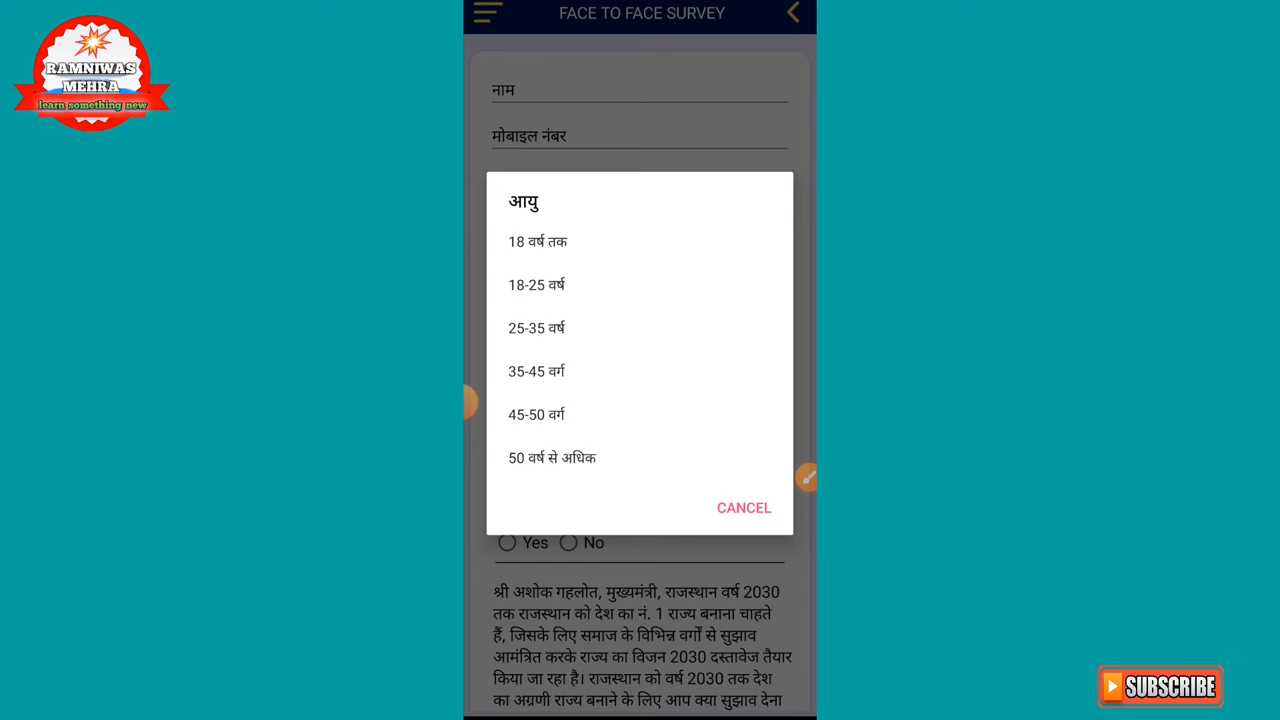 RAMNIWAS
MEHRA
learn something new
FACE TO FACE SURVEY
नाम
मोबाइल नंबर
आयु
18 वर्ष तक
18-25 वर्ष
25-35 वर्ष
35-45 वर्ग
45-50 वर्ग
50 वर्ष से अधिक
CANCEL
Yes No
श्री अशोक गहलोत, मुख्यमंत्री, राजस्थान वर्ष 2030
तक राजस्थान को देश का नं. 1 राज्य बनाना चाहते
हैं, जिसके लिए समाज के विभिन्न वर्गों से सुझाव
आमंत्रित करके राज्य का विजन 2030 दस्तावेज तैयार
किया जा रहा है। राजस्थान को वर्ष 2030 तक देश
का अग्रणी राज्य बनाने के लिए आप क्या सुझाव देना
SUBSCRIBE